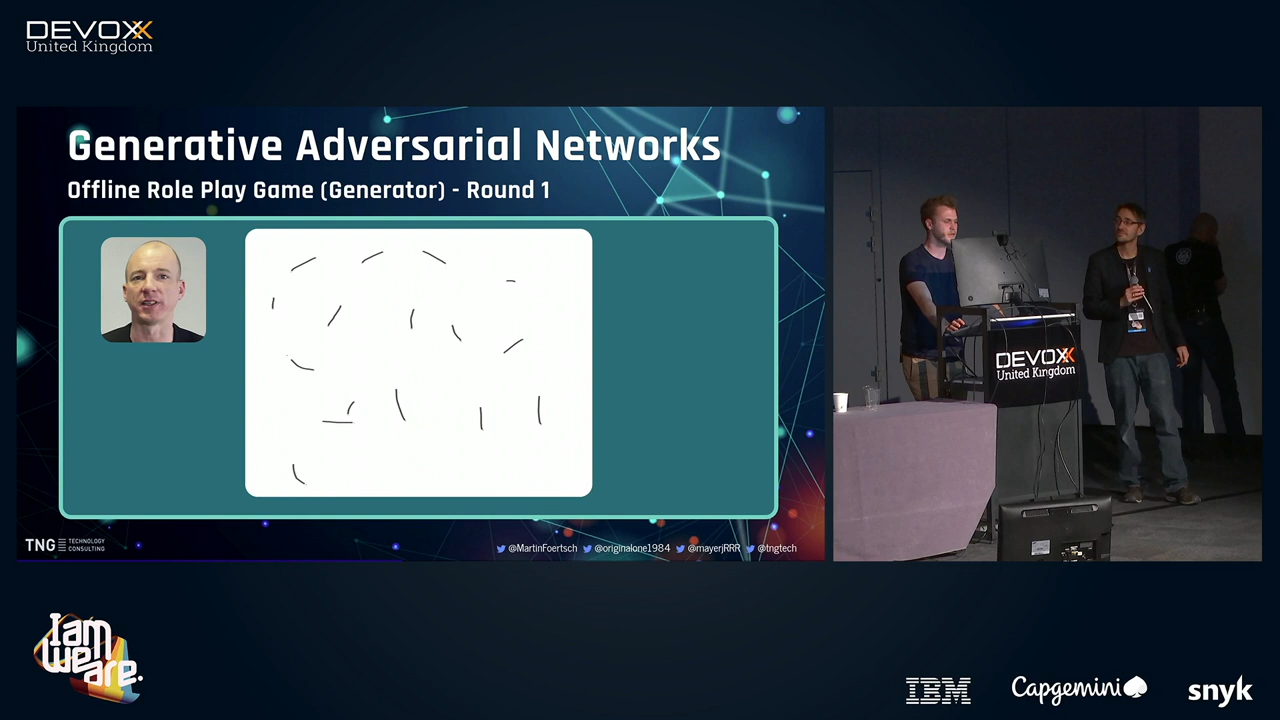 DEVOXX
United Kingdom
Generative Adversarial Networks
Offline Role Play Game (Generator) - Round 1
TNG TECHNOLOGY
CONSULTING
@MartinFoertsch @originalone1984 @mayerjRRR @tngtech
DEVOXX
United Kingdom
I am
We
are.
IBM
Capgemini
snyk